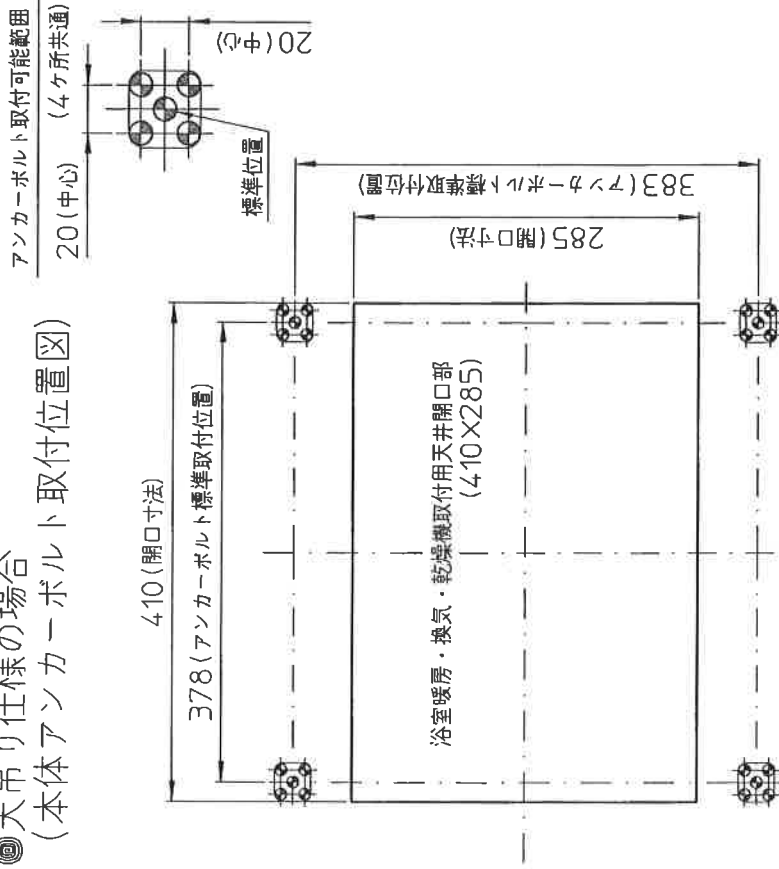 ◎天吊り仕様の場合
(本体アンカーボルト取付位置図)
アンカーボルト取付可能範囲
(4ヶ所共通)
20(中心)
20(中心)
標準位置
410(開口寸法)
378(アンカーボルト標準取付位置)
383(アンカーボルト標準取付位置)
285(開口寸法)
浴室暖房・換気・乾燥機取付用天井開口部
(410×285)